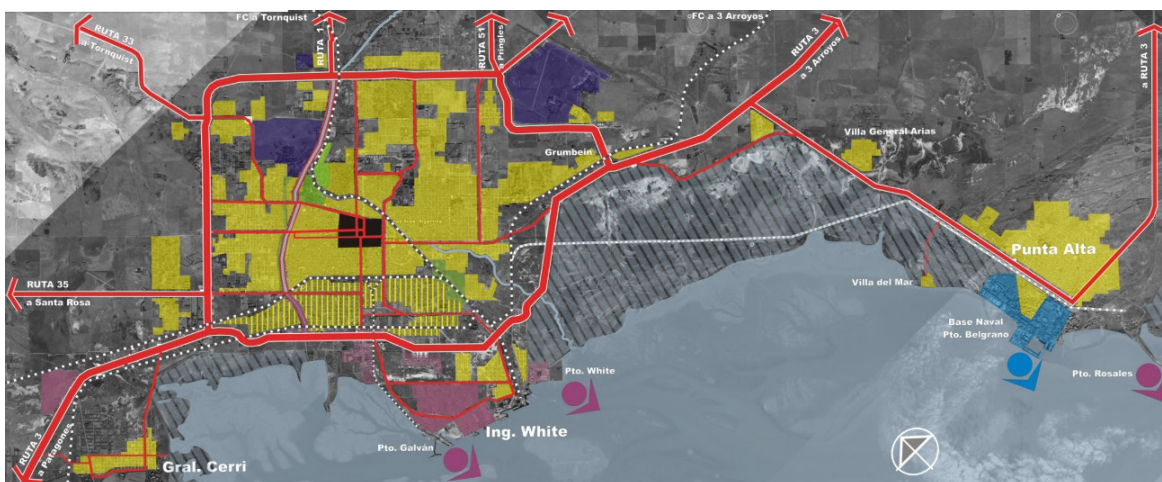 FC a Tornquist
RUTA 33
a Tornquist
RUTA 51
a Pringles
FC a 3 Arroyos
RUTA 3
a 3 Arroyos
a RUTA 3
Villa General Arias
Grumbein
Punta Alta
RUTA 35
a Santa Rosa
Villa del Mar
Base Naval
Pto. Belgrano
Pto. White
Pto. Rosales
Ing. White
Pto. Galván
RUTA 3
a Patagones
Gral. Cerri